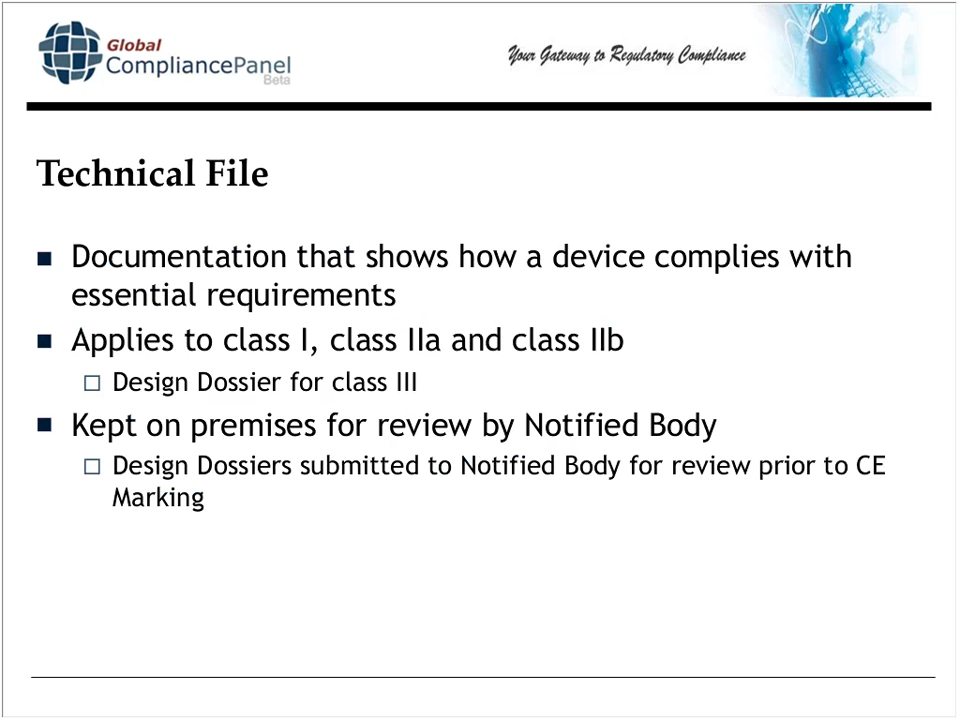 Global
CompliancePanel
Beta
Your Gateway to Regulatory Compliance
Technical File
Documentation that shows how a device complies with
essential requirements
Applies to class I, class IIa and class IIb
Design Dossier for class III
Kept on premises for review by Notified Body
Design Dossiers submitted to Notified Body for review prior to CE
Marking